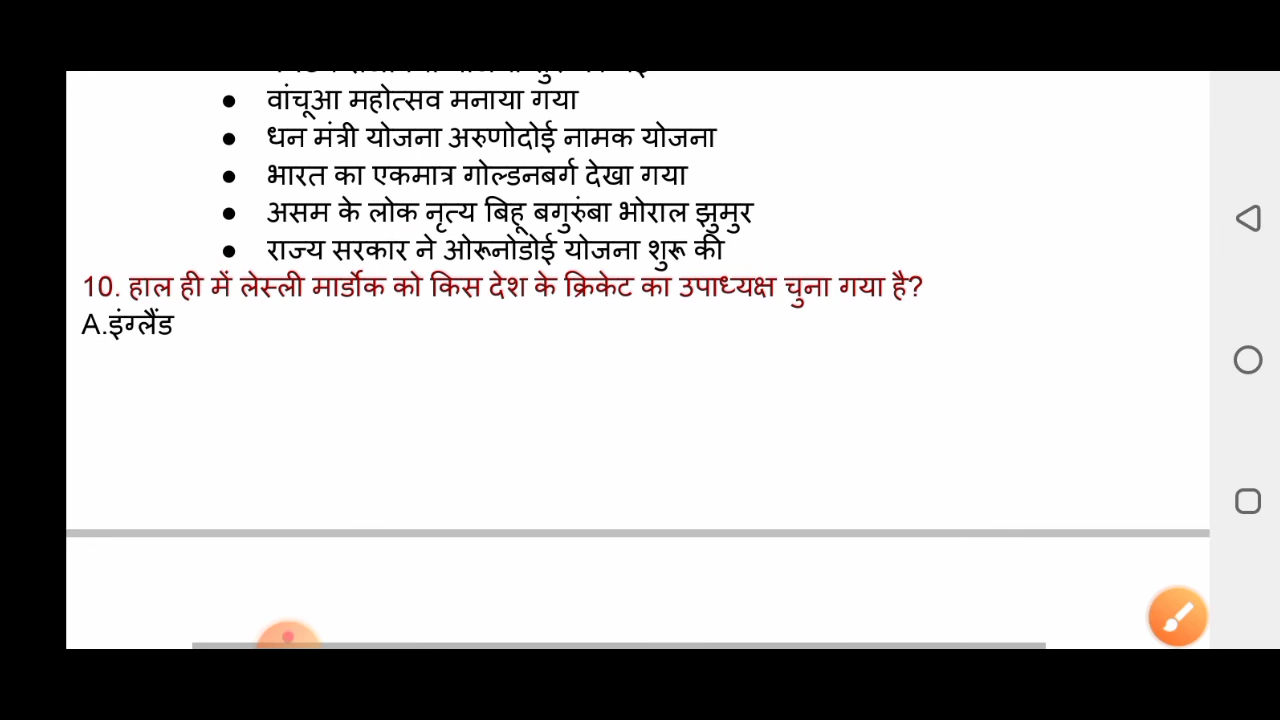 ● वांचूआ महोत्सव मनाया गया
● धन मंत्री योजना अरुणोदोई नामक योजना
● भारत का एकमात्र गोल्डनबर्ग देखा गया
● असम के लोक नृत्य बिहू बगुरुंबा भोराल झुमुर
● राज्य सरकार ने ओरूनोडोई योजना शुरू की
10. हाल ही में लेस्ली मार्डोक को किस देश के क्रिकेट का उपाध्यक्ष चुना गया है?
A.इंग्लैंड